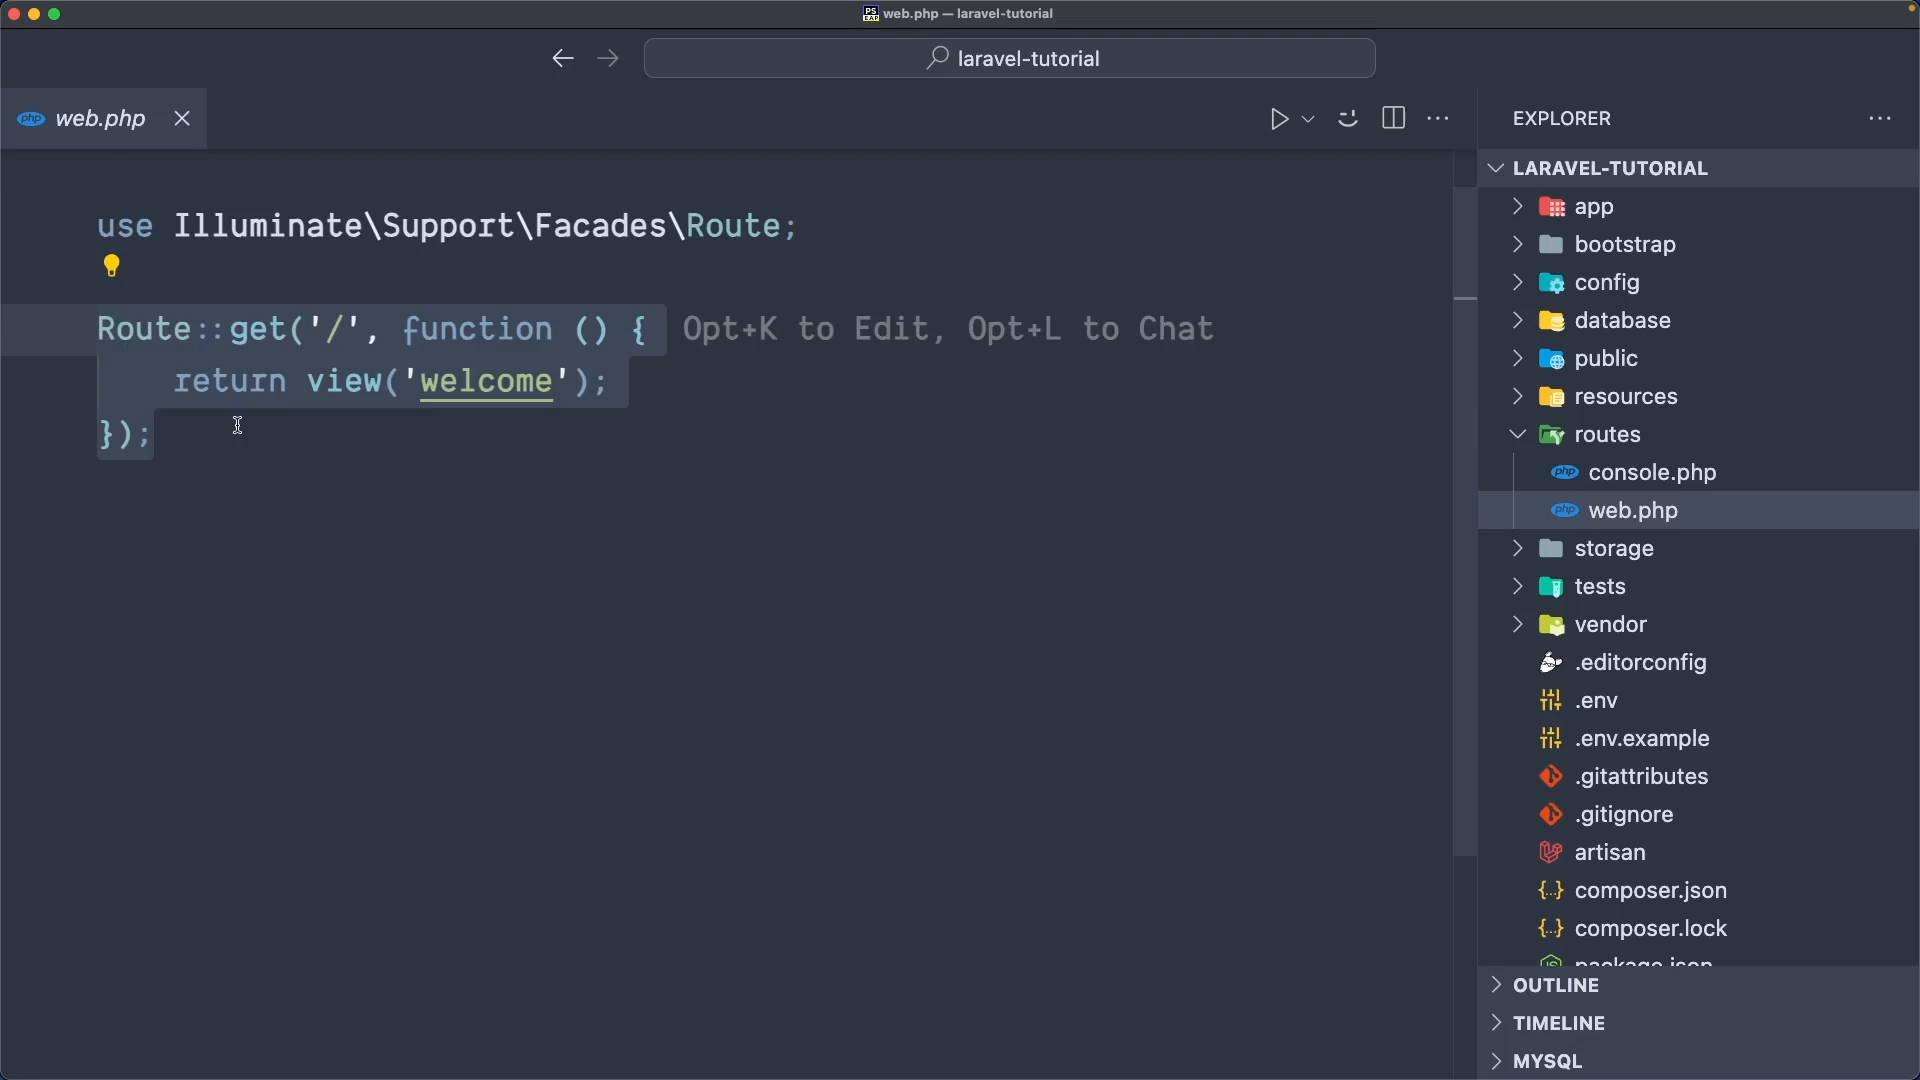 web.php — laravel-tutorial
laravel-tutorial
web.php
use Illuminate\Support\Facades\Route;
Route::get('/', function () { Opt+K to Edit, Opt+L to Chat
return view('welcome');
});
EXPLORER
LARAVEL-TUTORIAL
app
bootstrap
config
database
public
resources
routes
console.php
web.php
storage
tests
vendor
.editorconfig
.env
.env.example
.gitattributes
.gitignore
artisan
composer.json
composer.lock
package.json
OUTLINE
TIMELINE
MYSQL